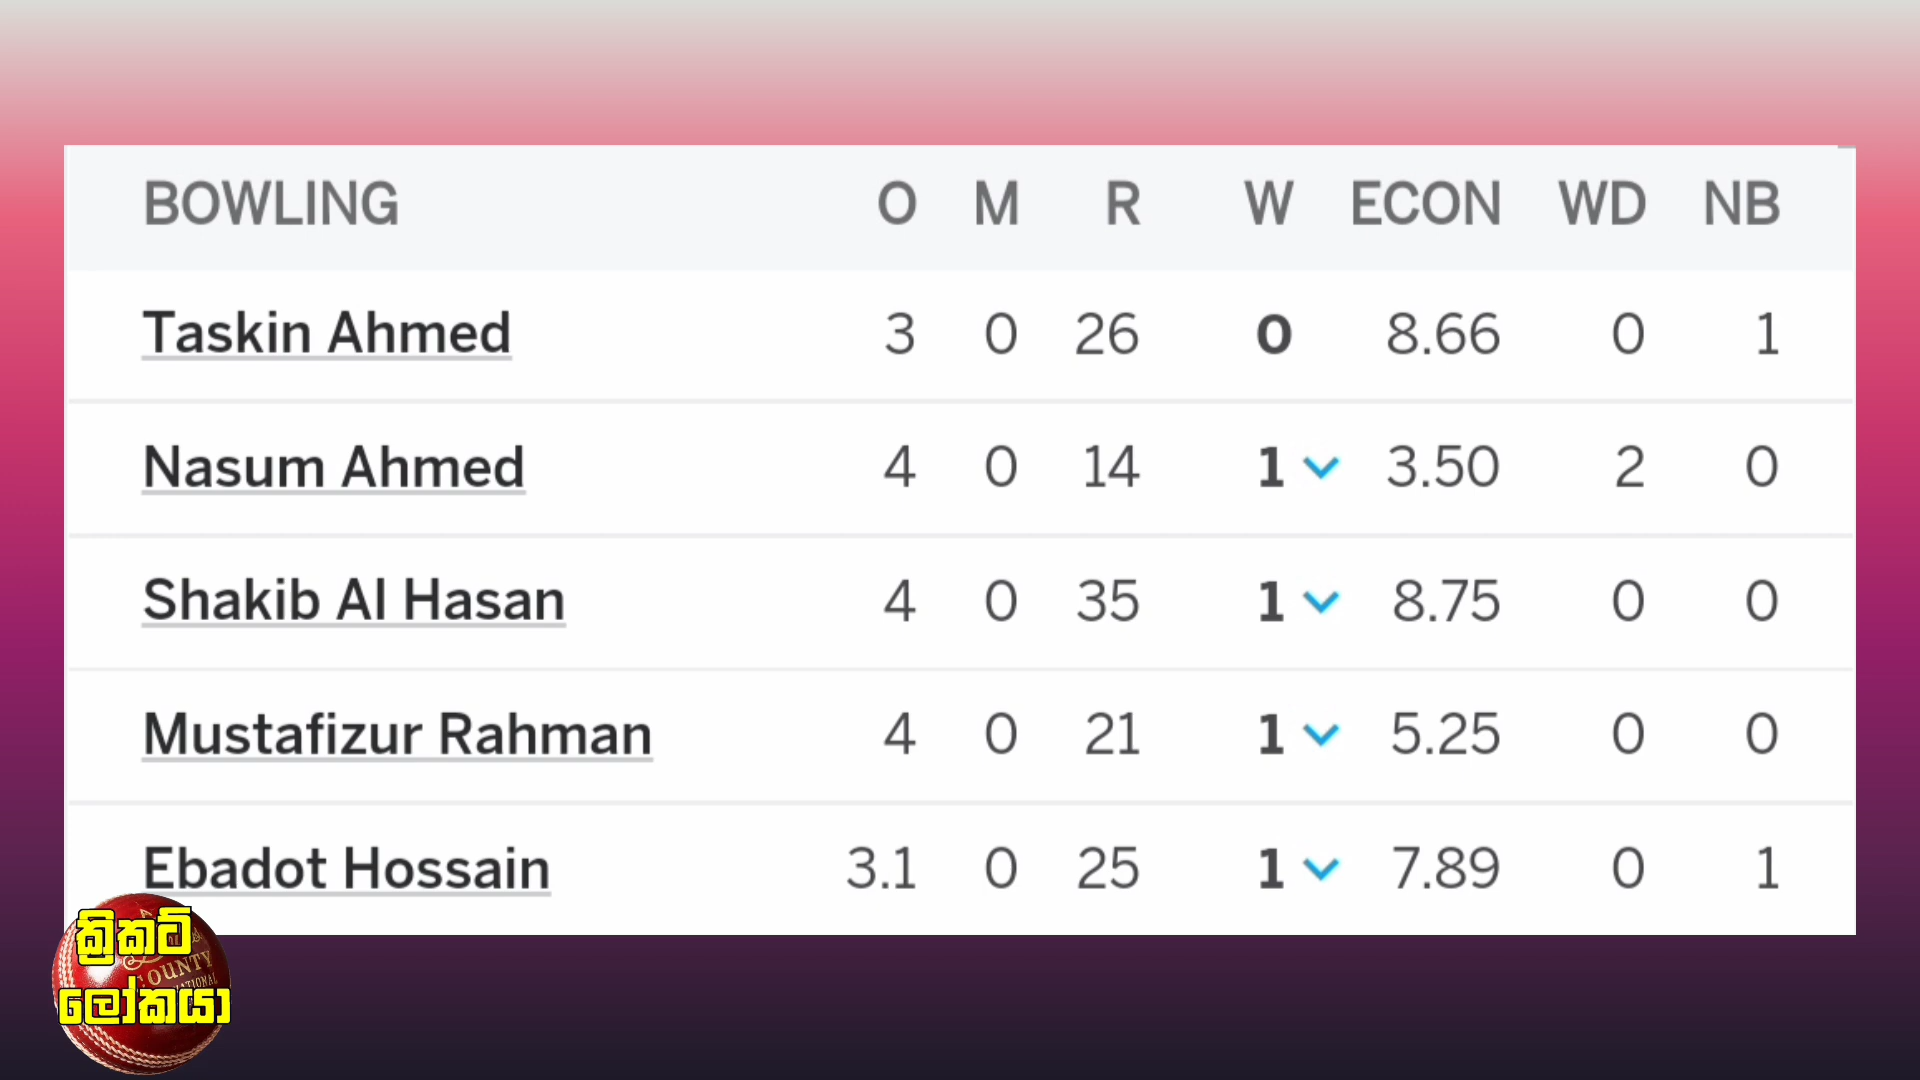 BOWLING O M R W ECON WD NB
Taskin Ahmed 3 0 26 0 8.66 0 1
Nasum Ahmed 4 0 14 1 3.50 2 0
Shakib Al Hasan 4 0 35 1 8.75 0 0
Mustafizur Rahman 4 0 21 1 5.25 0 0
Ebadot Hossain 3.1 0 25 1 7.89 0 1
ක්‍රිකට්
COUNTY
ලෝකයා